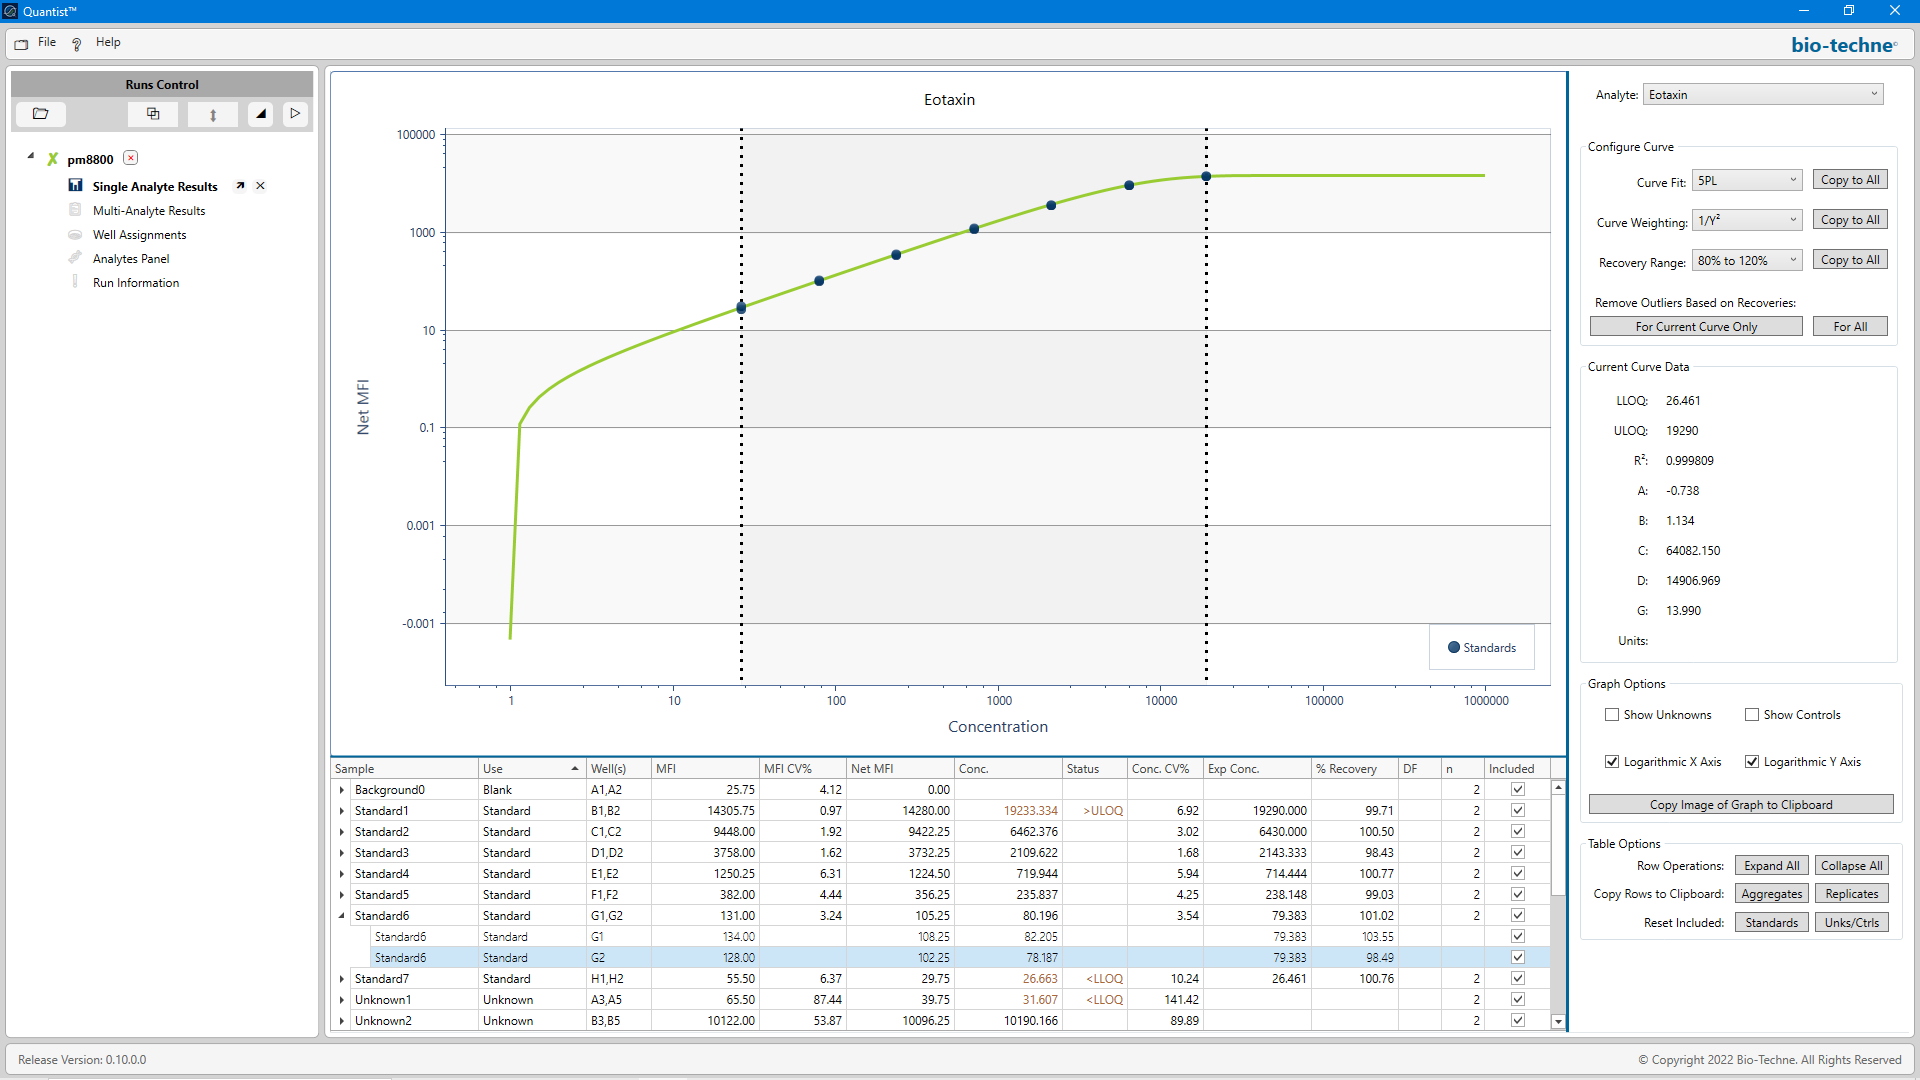 Quantist™
File Help
bio-techne
Runs Control
pm8800
Single Analyte Results
Multi-Analyte Results
Well Assignments
Analytes Panel
Run Information
Eotaxin
100000
1000
10
0.1
0.001
-0.001
Net MFI
1 10 100 1000 10000 100000 1000000
Concentration
Standards
Analyte: Eotaxin
Configure Curve
Curve Fit: 5PL Copy to All
Curve Weighting: 1/Y² Copy to All
Recovery Range: 80% to 120% Copy to All
Remove Outliers Based on Recoveries:
For Current Curve Only For All
Current Curve Data
LLOQ: 26.461
ULOQ: 19290
R²: 0.999809
A: -0.738
B: 1.134
C: 64082.150
D: 14906.969
G: 13.990
Units:
Graph Options
Show Unknowns Show Controls
Logarithmic X Axis Logarithmic Y Axis
Copy Image of Graph to Clipboard
Table Options
Row Operations: Expand All Collapse All
Copy Rows to Clipboard: Aggregates Replicates
Reset Included: Standards Unks/Ctrls
Sample Use Well(s) MFI MFI CV% Net MFI Conc. Status Conc. CV% Exp Conc. % Recovery DF n Included
Background0 Blank A1,A2 25.75 4.12 0.00 2
Standard1 Standard B1,B2 14305.75 0.97 14280.00 19233.334 >ULOQ 6.92 19290.000 99.71 2
Standard2 Standard C1,C2 9448.00 1.92 9422.25 6462.376 3.02 6430.000 100.50 2
Standard3 Standard D1,D2 3758.00 1.62 3732.25 2109.622 1.68 2143.333 98.43 2
Standard4 Standard E1,E2 1250.25 6.31 1224.50 719.944 5.94 714.444 100.77 2
Standard5 Standard F1,F2 382.00 4.44 356.25 235.837 4.25 238.148 99.03 2
Standard6 Standard G1,G2 131.00 3.24 105.25 80.196 3.54 79.383 101.02 2
Standard6 Standard G1 134.00 108.25 82.205 79.383 103.55
Standard6 Standard G2 128.00 102.25 78.187 79.383 98.49
Standard7 Standard H1,H2 55.50 6.37 29.75 26.663 <LLOQ 10.24 26.461 100.76 2
Unknown1 Unknown A3,A5 65.50 87.44 39.75 31.607 <LLOQ 141.42 2
Unknown2 Unknown B3,B5 10122.00 53.87 10096.25 10190.166 89.89 2
Release Version: 0.10.0.0
© Copyright 2022 Bio-Techne. All Rights Reserved